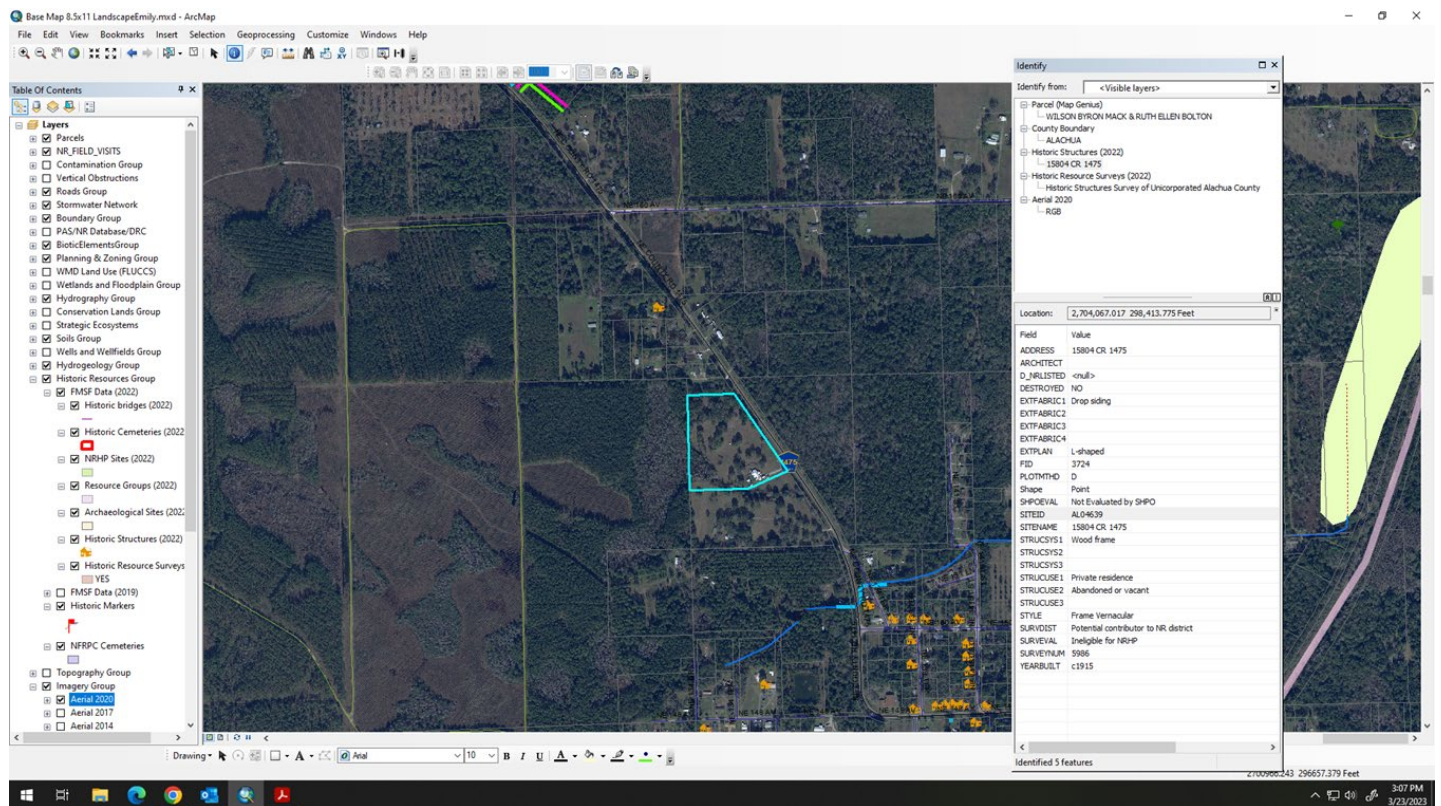 Base Map 8.5x11 LandscapeEmily.mxd - ArcMap
File Edit View Bookmarks Insert Selection Geoprocessing Customize Windows Help
Table Of Contents
Layers
Parcels
NR_FIELD_VISITS
Contamination Group
Vertical Obstructions
Roads Group
Stormwater Network
Boundary Group
PAS/NR Database/DRC
BioticElementsGroup
Planning & Zoning Group
WMD Land Use (FLUCCS)
Wetlands and Floodplain Group
Hydrography Group
Conservation Lands Group
Strategic Ecosystems
Soils Group
Wells and Wellfields Group
Hydrogeology Group
Historic Resources Group
FMSF Data (2022)
Historic bridges (2022)
Historic Cemeteries (2022
NRHP Sites (2022)
Resource Groups (2022)
Archaeological Sites (202
Historic Structures (2022)
Historic Resource Surveys
YES
FMSF Data (2019)
Historic Markers
NFRPC Cemeteries
Topography Group
Imagery Group
Aerial 2020
Aerial 2017
Aerial 2014
1475
Identify
Identify from: <Visible layers>
Parcel (Map Genius)
WILSON BYRON MACK & RUTH ELLEN BOLTON
County Boundary
ALACHUA
Historic Structures (2022)
15804 CR 1475
Historic Resource Surveys (2022)
Historic Structures Survey of Unicorporated Alachua County
Aerial 2020
RGB
Location: 2,704,067.017 298,413.775 Feet
Field Value
ADDRESS 15804 CR 1475
ARCHITECT
D_NRLISTED <null>
DESTROYED NO
EXTFABRIC1 Drop siding
EXTFABRIC2
EXTFABRIC3
EXTFABRIC4
EXTPLAN L-shaped
FID 3724
PLOTMTHD D
Shape Point
SHPOEVAL Not Evaluated by SHPO
SITEID AL04639
SITENAME 15804 CR 1475
STRUCSYS1 Wood frame
STRUCSYS2
STRUCSYS3
STRUCUSE1 Private residence
STRUCUSE2 Abandoned or vacant
STRUCUSE3
STYLE Frame Vernacular
SURVDIST Potential contributor to NR district
SURVEVAL Ineligible for NRHP
SURVEYNUM 5986
YEARBUILT c1915
Identified 5 features
Drawing Arial 10 B I U A
2700966.243 296657.379 Feet
3:07 PM
3/23/2023